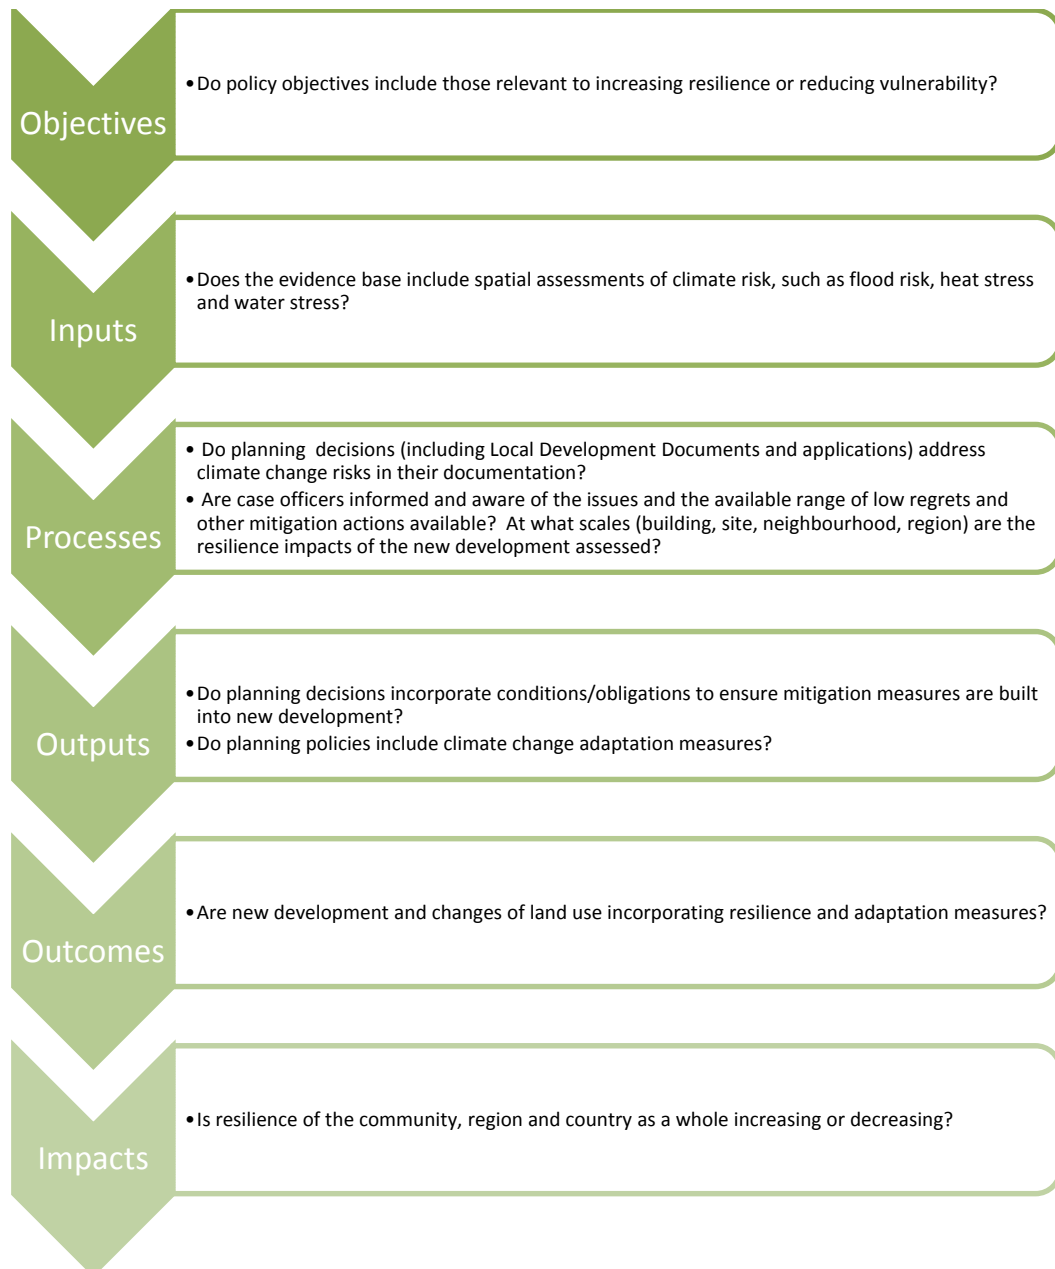 Objectives
•Do policy objectives include those relevant to increasing resilience or reducing vulnerability?
Inputs
•Does the evidence base include spatial assessments of climate risk, such as flood risk, heat stress
and water stress?
Processes
• Do planning  decisions (including Local Development Documents and applications) address
climate change risks in their documentation?
• Are case officers informed and aware of the issues and the available range of low regrets and
other mitigation actions available?  At what scales (building, site, neighbourhood, region) are the
resilience impacts of the new development assessed?
Outputs
•Do planning decisions incorporate conditions/obligations to ensure mitigation measures are built
into new development?
•Do planning policies include climate change adaptation measures?
Outcomes
•Are new development and changes of land use incorporating resilience and adaptation measures?
Impacts
•Is resilience of the community, region and country as a whole increasing or decreasing?